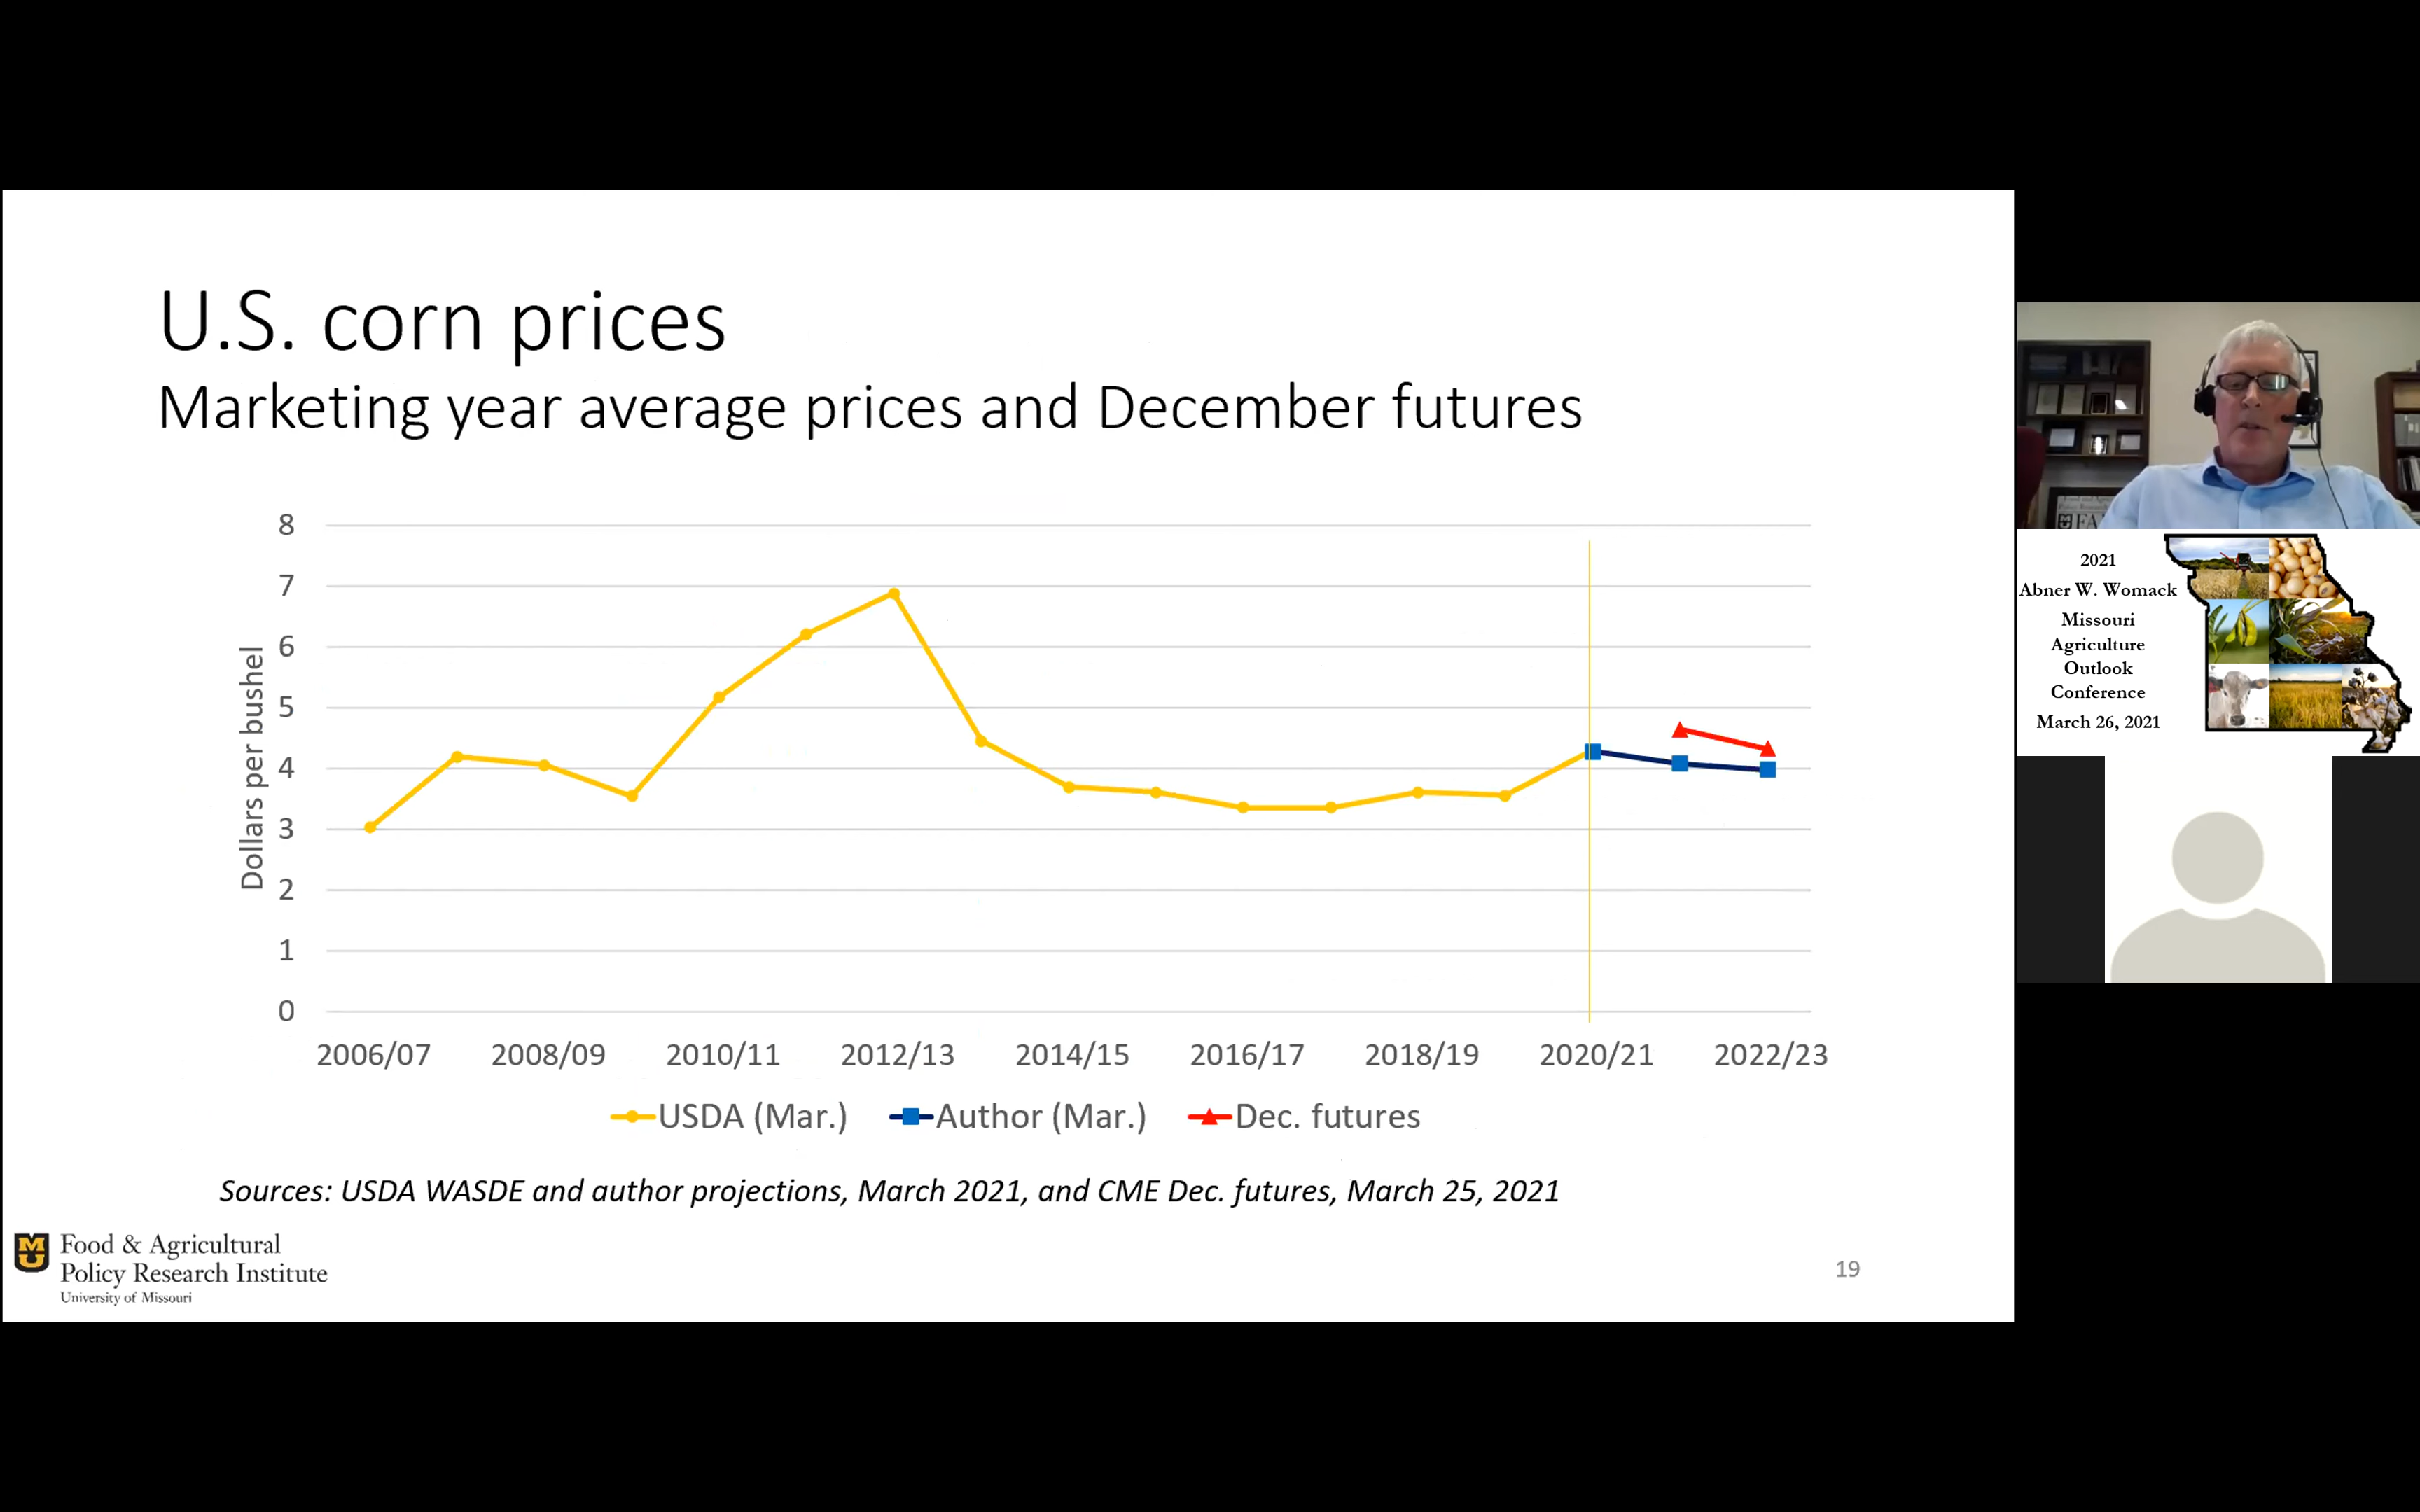 U.S. corn prices
Marketing year average prices and December futures
Dollars per bushel
8
7
6
5
4
3
2
1
0
2006/07 2008/09 2010/11 2012/13 2014/15 2016/17 2018/19 2020/21 2022/23
USDA (Mar.) Author (Mar.) Dec. futures
Sources: USDA WASDE and author projections, March 2021, and CME Dec. futures, March 25, 2021
Food & Agricultural
Policy Research Institute
University of Missouri
19
2021
Abner W. Womack
Missouri
Agriculture
Outlook
Conference
March 26, 2021